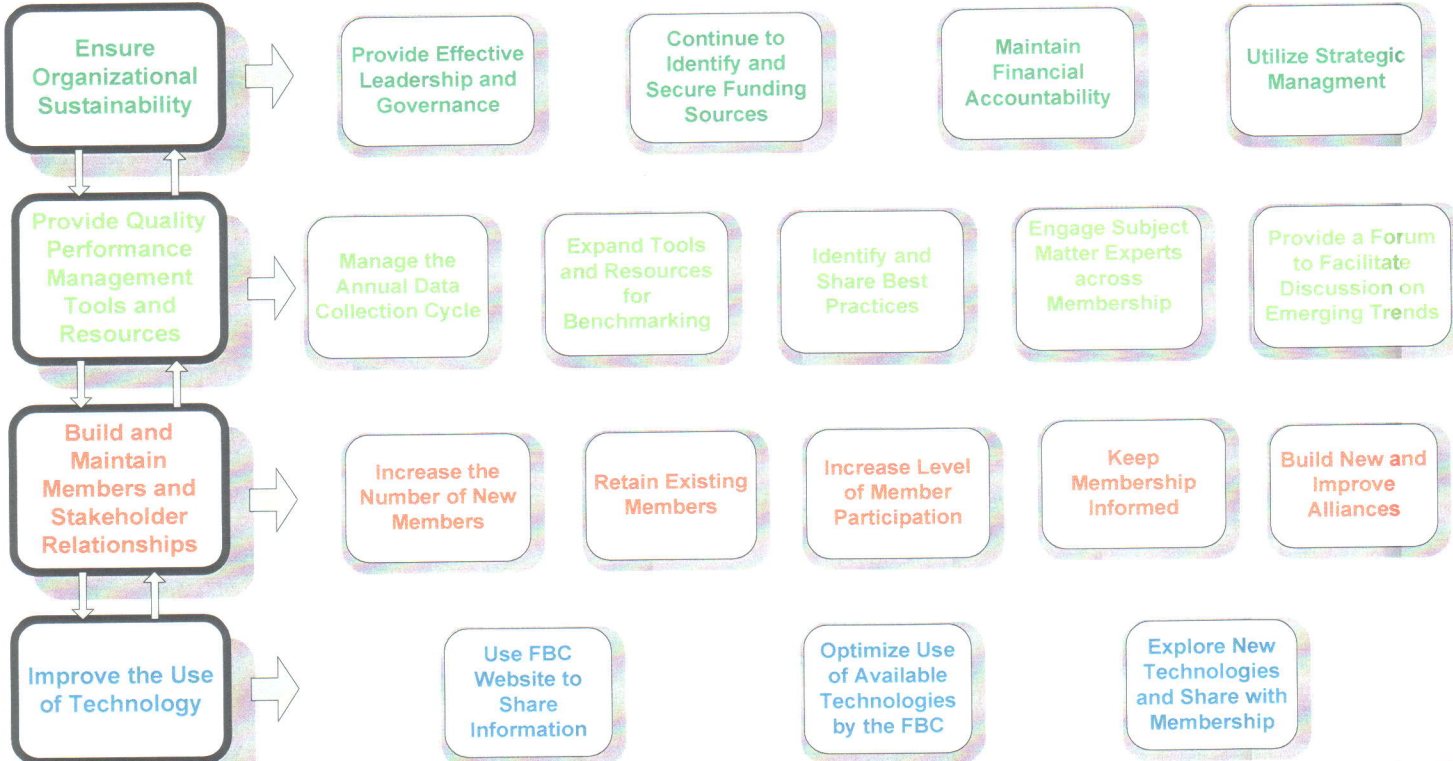 Ensure
Organizational
Sustainability
Provide Effective
Leadership and
Governance
Continue to
Identify and
Secure Funding
Sources
Maintain
Financial
Accountability
Utilize Strategic
Managment
Provide Quality
Performance
Management
Tools and
Resources
Manage the
Annual Data
Collection Cycle
Expand Tools
and Resources
for
Benchmarking
Identify and
Share Best
Practices
Engage Subject
Matter Experts
across
Membership
Provide a Forum
to Facilitate
Discussion on
Emerging Trends
Build and
Maintain
Members and
Stakeholder
Relationships
Increase the
Number of New
Members
Retain Existing
Members
Increase Level
of Member
Participation
Keep
Membership
Informed
Build New and
Improve
Alliances
Improve the Use
of Technology
Use FBC
Website to
Share
Information
Optimize Use
of Available
Technologies
by the FBC
Explore New
Technologies
and Share with
Membership